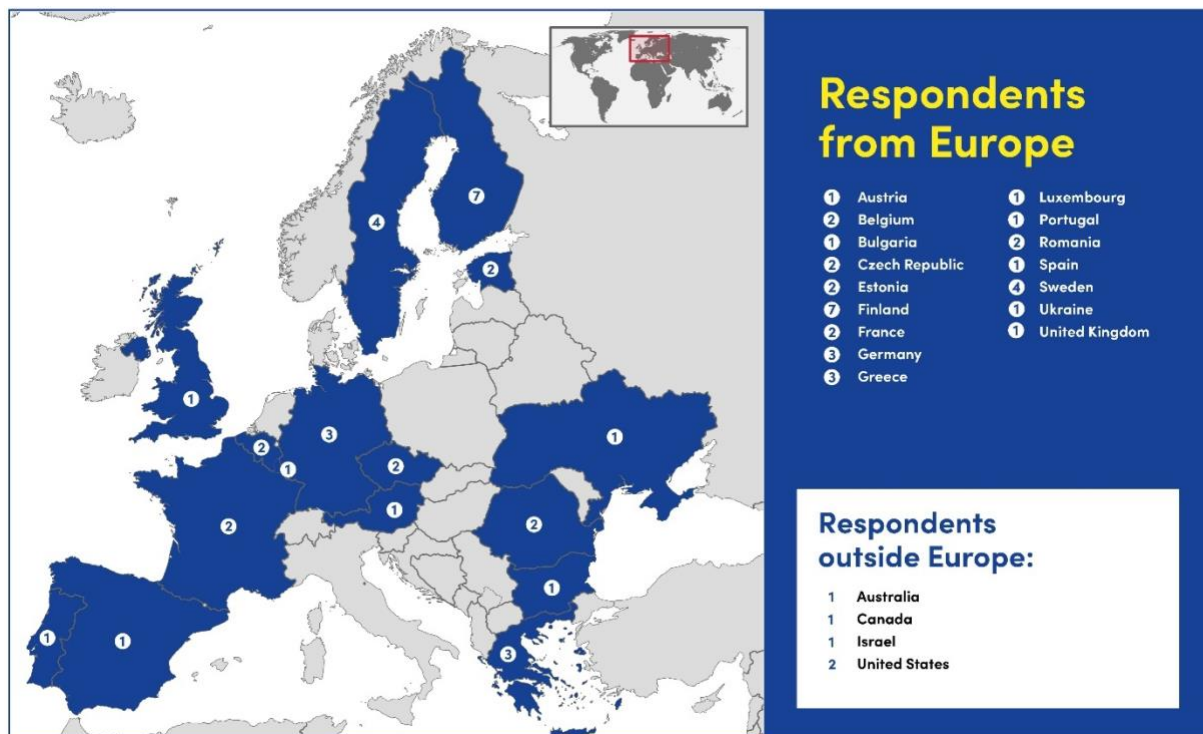 Respondents
from Europe
1 Austria
2 Belgium
1 Bulgaria
2 Czech Republic
2 Estonia
7 Finland
2 France
3 Germany
3 Greece
1 Luxembourg
1 Portugal
2 Romania
1 Spain
4 Sweden
1 Ukraine
1 United Kingdom
Respondents
outside Europe:
1 Australia
1 Canada
1 Israel
2 United States
7
4
2
1
3
2
1
1
2
2
1
2
2
1
1
1
3